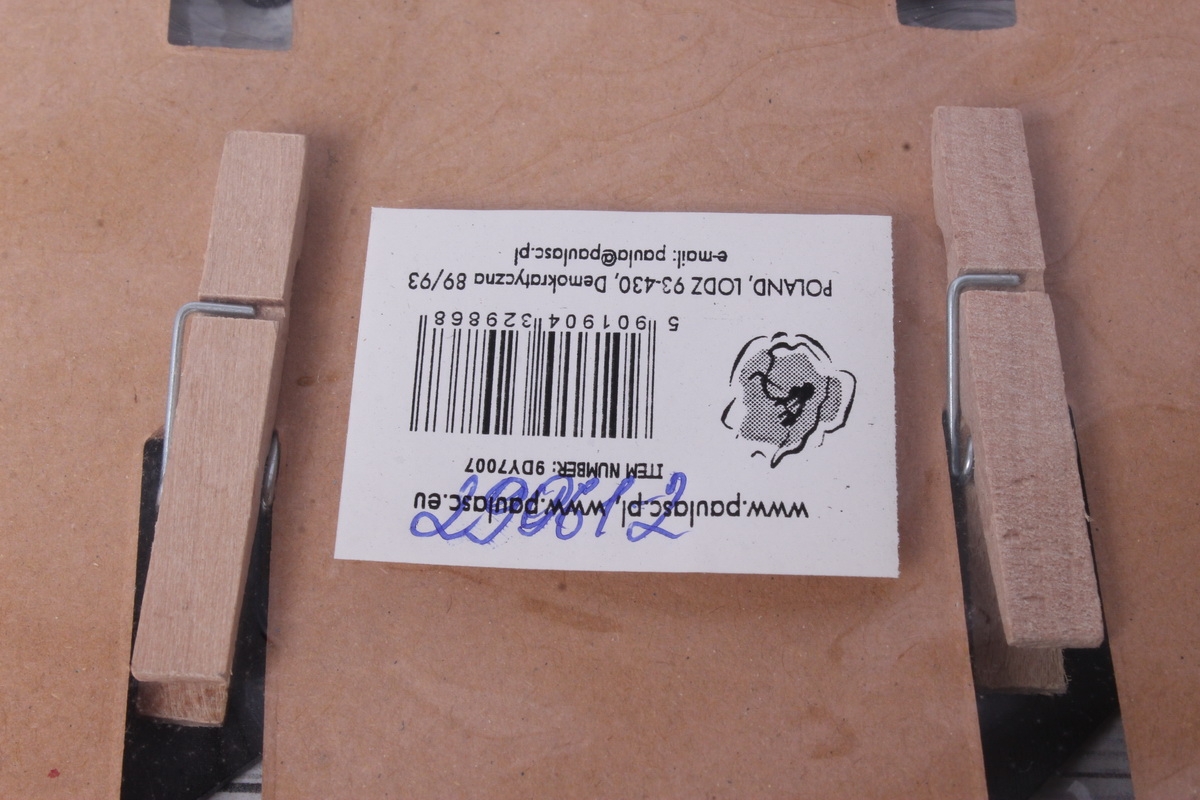 www.paulasc.pl, www.paulasc.eu
ITEM NUMBER: 9DY7007
5 901904 329868
POLAND, LODZ 93-430, Demokratyczna 89/93
e-mail: paula@paulasc.pl